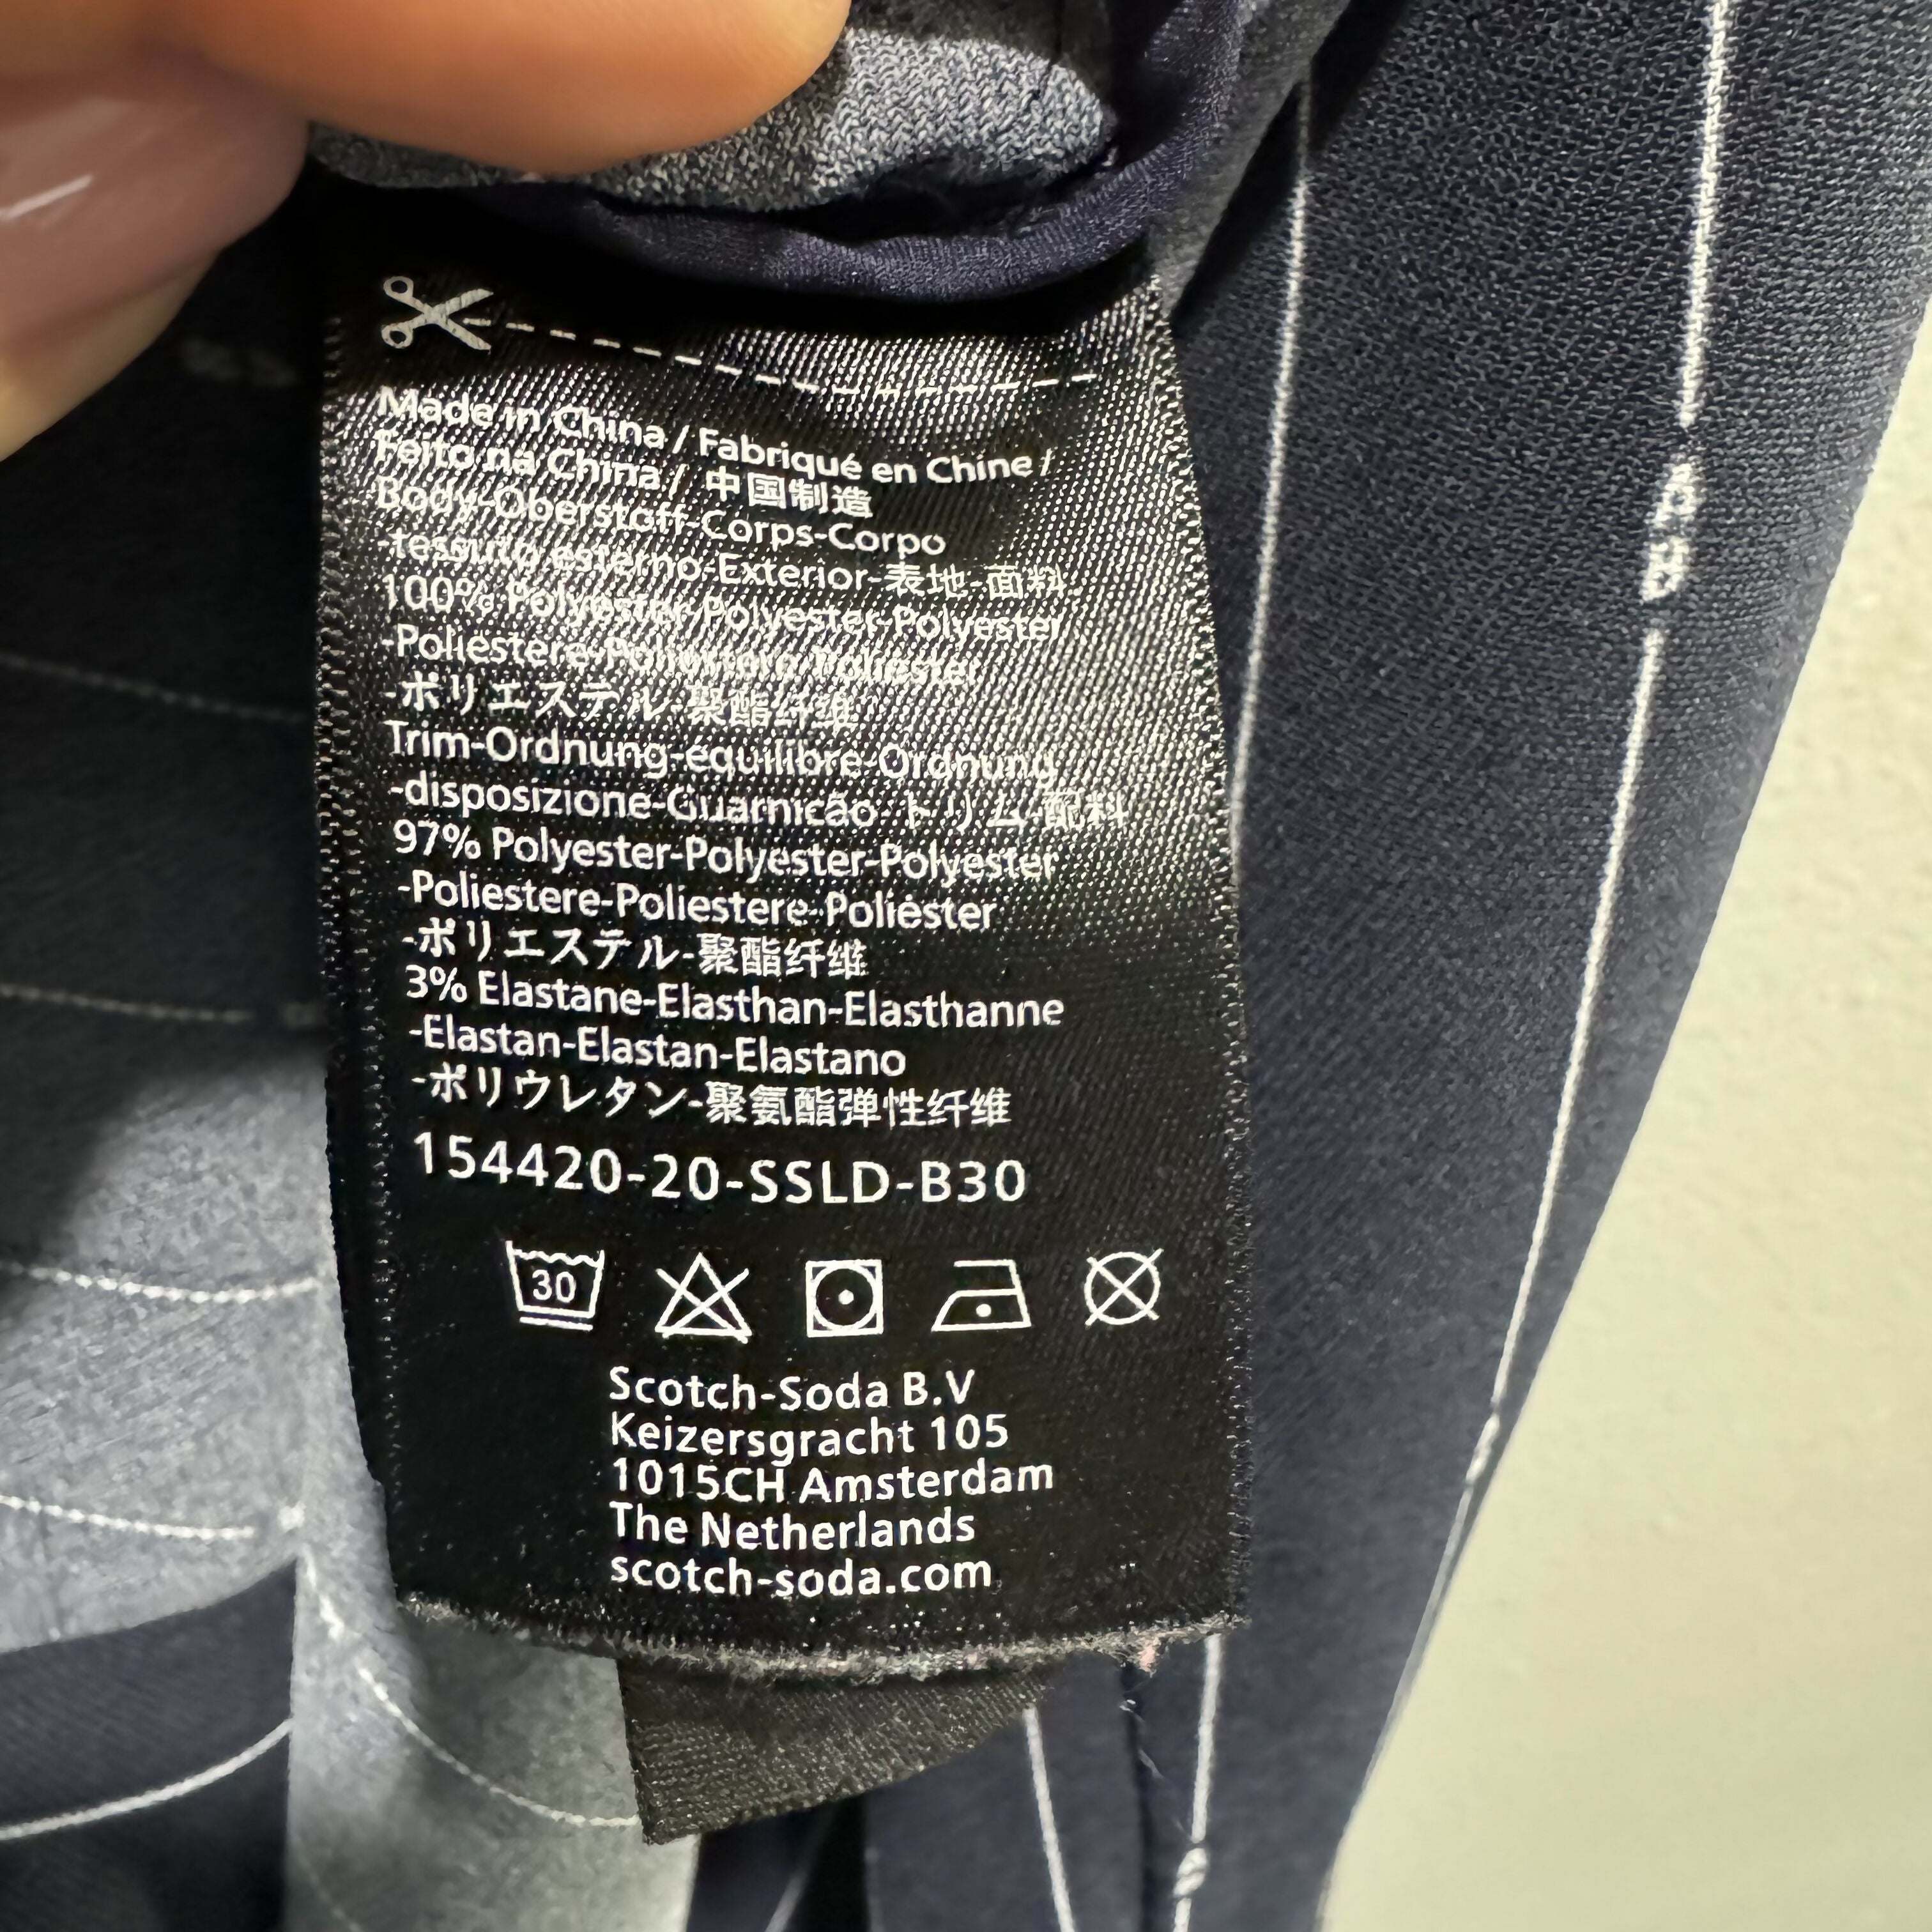 Made in China / Fabriqué en Chine /
Feito na China / 中国制造
Body-Oberstoff-Corps-Corpo
-tessuto esterno-Exterior-表地-面料
100% Polyester-Polyester-Polyester
-Poliestere-Poliestere-Poliester
-ポリエステル-聚酯纤维
Trim-Ordnung-équilibre-Ordnung
-disposizione-Guarnicão-トリム-配料
97% Polyester-Polyester-Polyester
-Poliestere-Poliestere-Poliéster
-ポリエステル-聚酯纤维
3% Elastane-Elasthan-Elasthanne
-Elastan-Elastan-Elastano
-ポリウレタン-聚氨酯弹性纤维
154420-20-SSLD-B30
30
Scotch-Soda B.V
Keizersgracht 105
1015CH Amsterdam
The Netherlands
scotch-soda.com